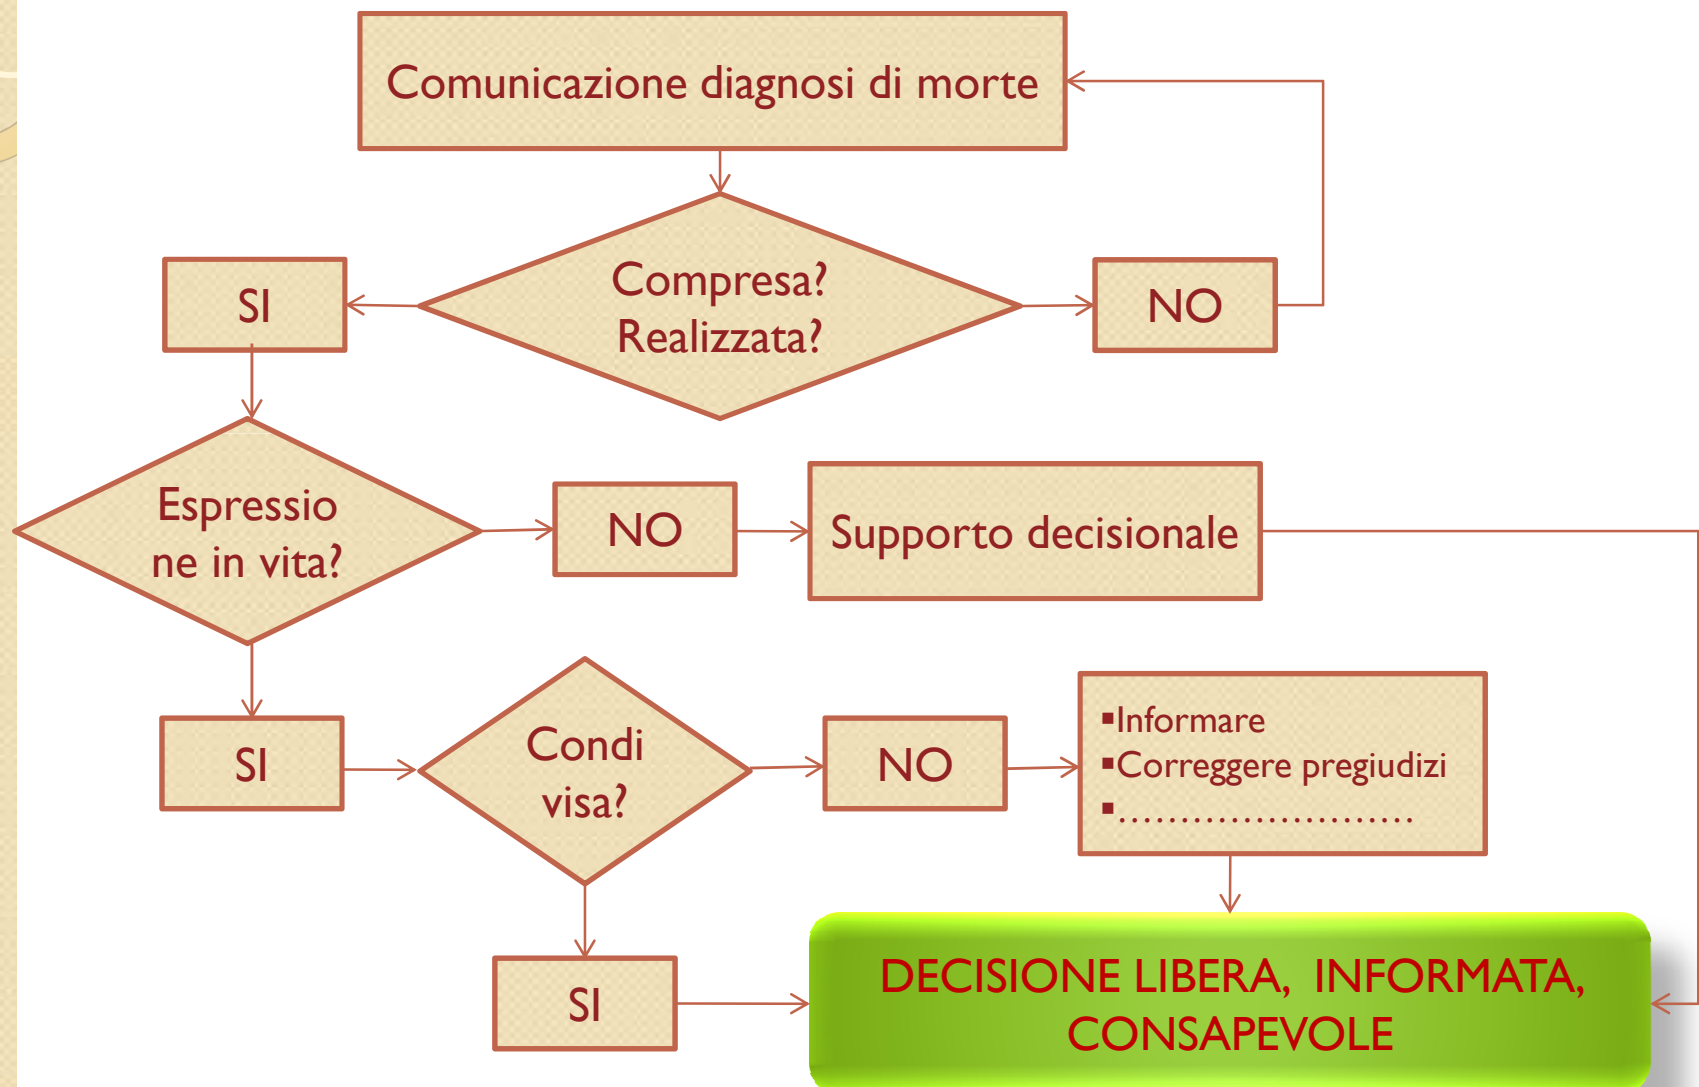 Comunicazione diagnosi di morte
SI
Compresa?
Realizzata?
NO
Espressio
ne in vita?
NO
Supporto decisionale
SI
Condi
visa?
NO
▪Informare
▪Correggere pregiudizi
▪……………………
SI
DECISIONE LIBERA, INFORMATA,
CONSAPEVOLE